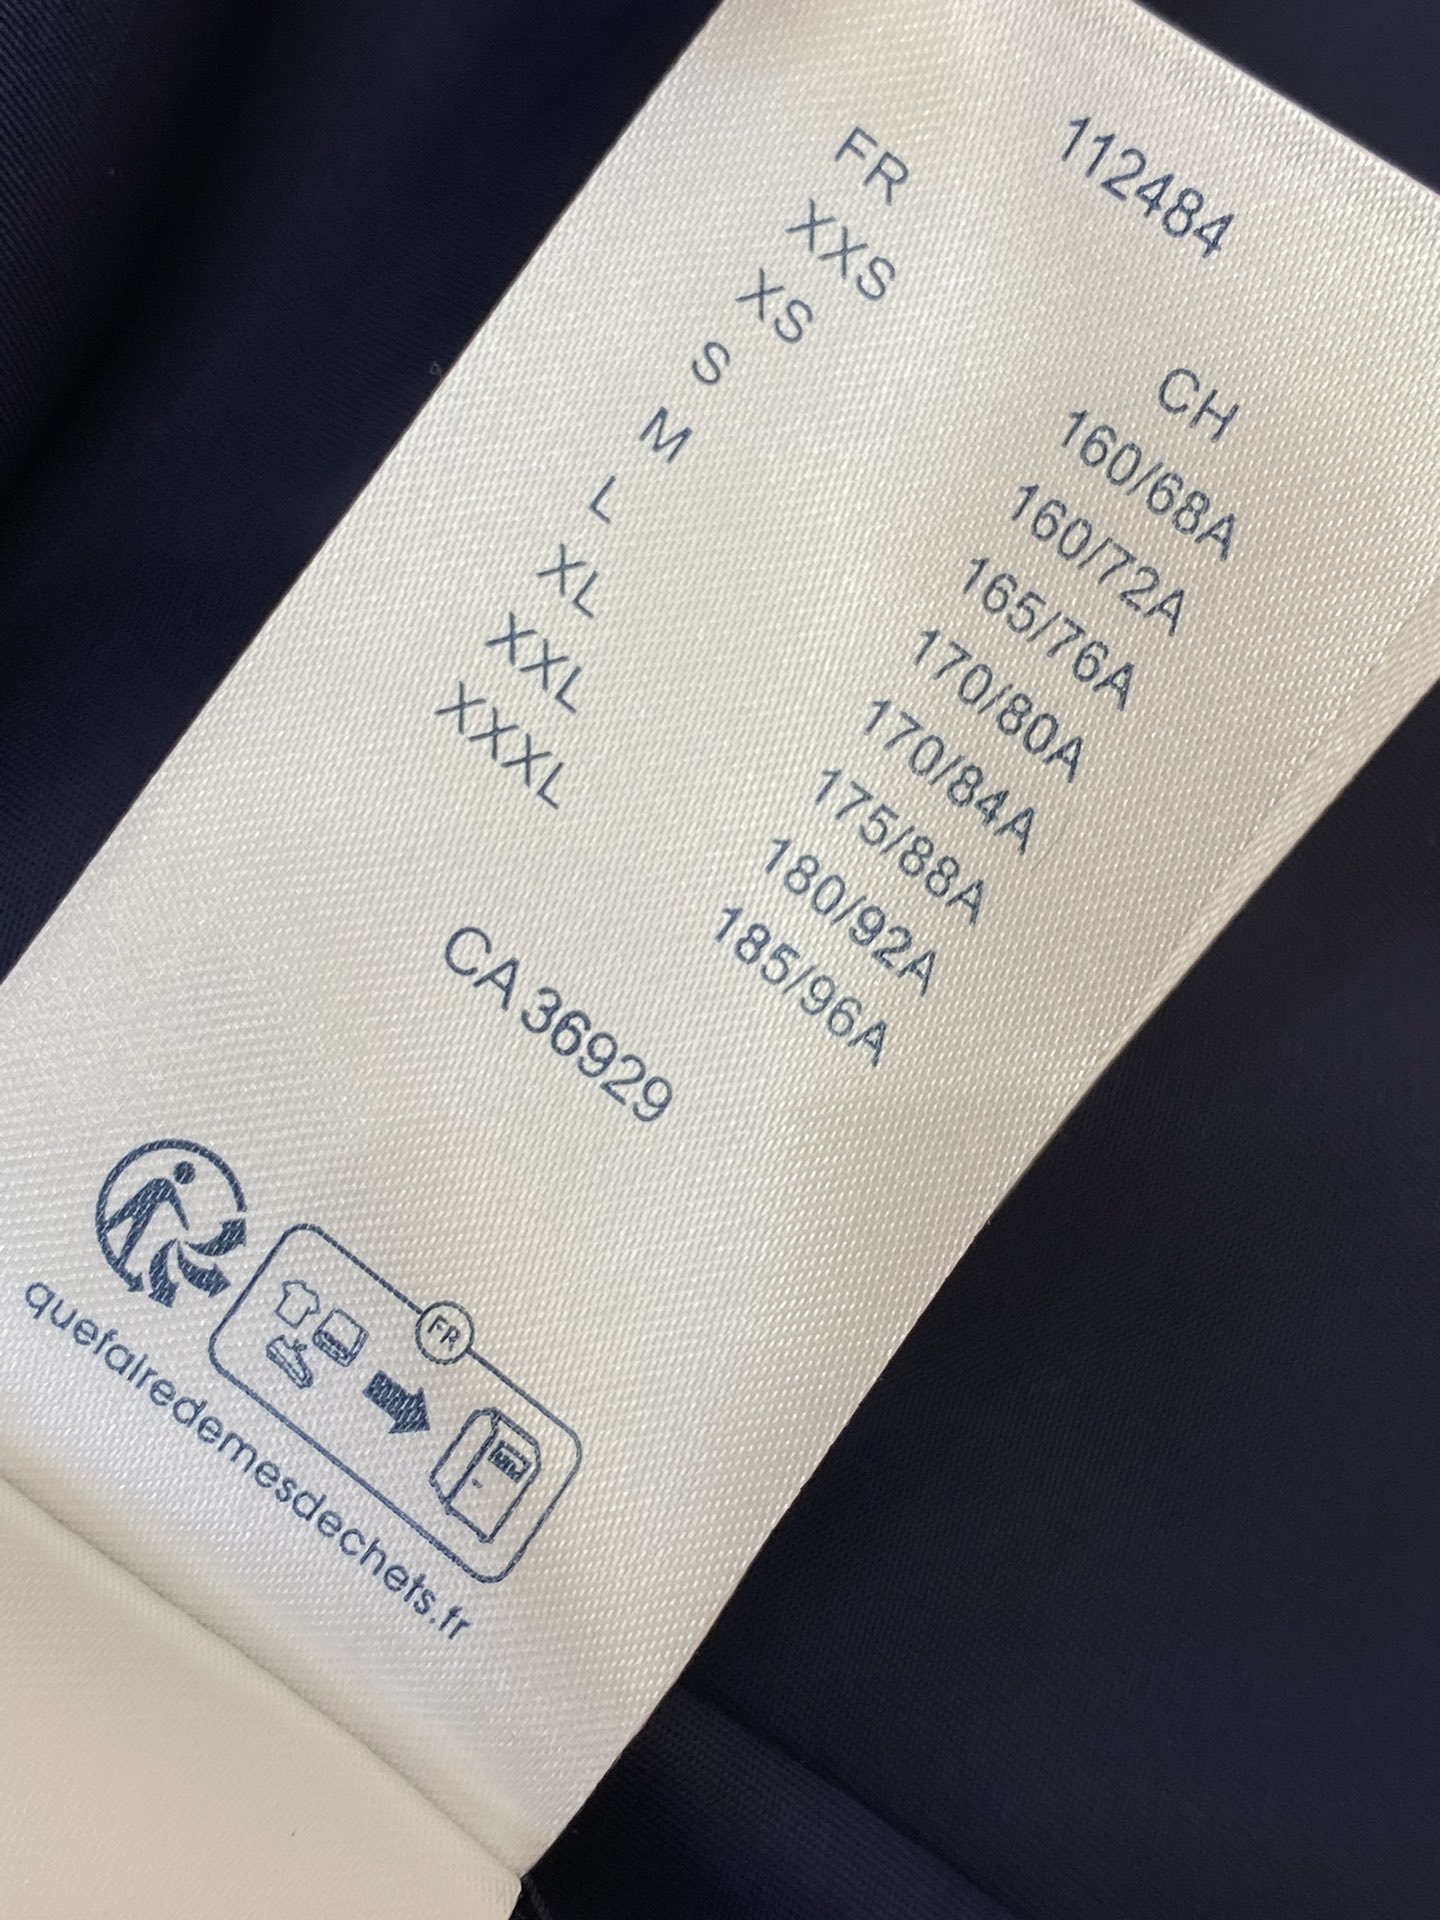 112484
FR CH
XXS 160/68A
XS 160/72A
S 165/76A
M 170/80A
L 170/84A
XL 175/88A
XXL 180/92A
XXXL 185/96A
CA 36929
FR
quefairedemesdechets.fr